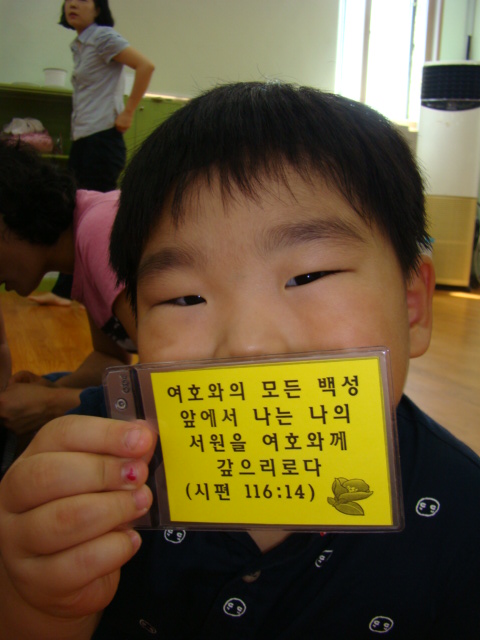 여호와의 모든 백성
앞에서 나는 나의
서원을 여호와께
갚으리로다
(시편 116:14)